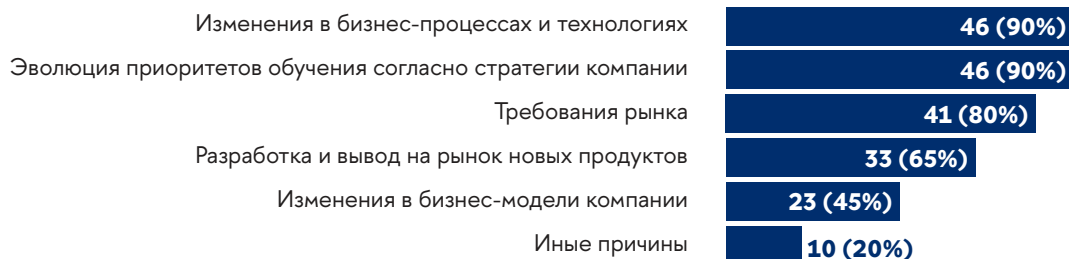 Изменения в бизнес-процессах и технологиях 46 (90%)
Эволюция приоритетов обучения согласно стратегии компании 46 (90%)
Требования рынка 41 (80%)
Разработка и вывод на рынок новых продуктов 33 (65%)
Изменения в бизнес-модели компании 23 (45%)
Иные причины 10 (20%)